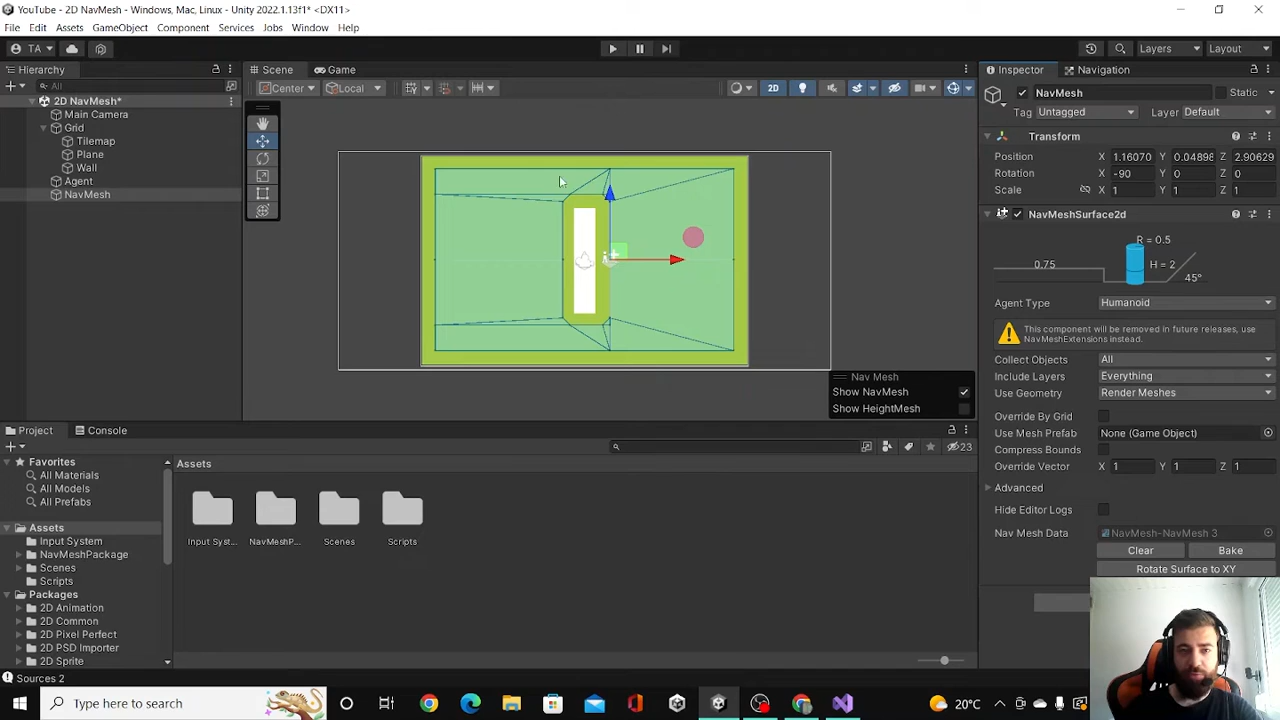 YouTube - 2D NavMesh - Windows, Mac, Linux - Unity 2022.1.13f1* <DX11>
File Edit Assets GameObject Component Services Jobs Window Help
TA Layers Layout
Hierarchy Scene Game Inspector Navigation
All Center Local 2D NavMesh Static
2D NavMesh* Tag Untagged Layer Default
Main Camera
Grid Transform
Tilemap
Plane Position X 1.16070 Y 0.04898 Z 2.90629
Wall Rotation X -90 Y 0 Z 0
Agent Scale X 1 Y 1 Z 1
NavMesh
NavMeshSurface2d
R = 0.5
0.75 H = 2
45°
Agent Type Humanoid
This component will be removed in future releases, use
NavMeshExtensions instead.
Collect Objects All
Nav Mesh Include Layers Everything
Show NavMesh Use Geometry Render Meshes
Show HeightMesh Override By Grid
Project Console Use Mesh Prefab None (Game Object)
23 Compress Bounds
Favorites Assets Override Vector X 1 Y 1 Z 1
All Materials
All Models Advanced
All Prefabs Hide Editor Logs
Assets Nav Mesh Data NavMesh-NavMesh 3
Input System Input Syst... NavMeshP... Scenes Scripts
NavMeshPackage Clear Bake
Scenes Rotate Surface to XY
Scripts
Packages
2D Animation
2D Common
2D Pixel Perfect
2D PSD Importer
2D Sprite
Sources 2
Type here to search 20°C